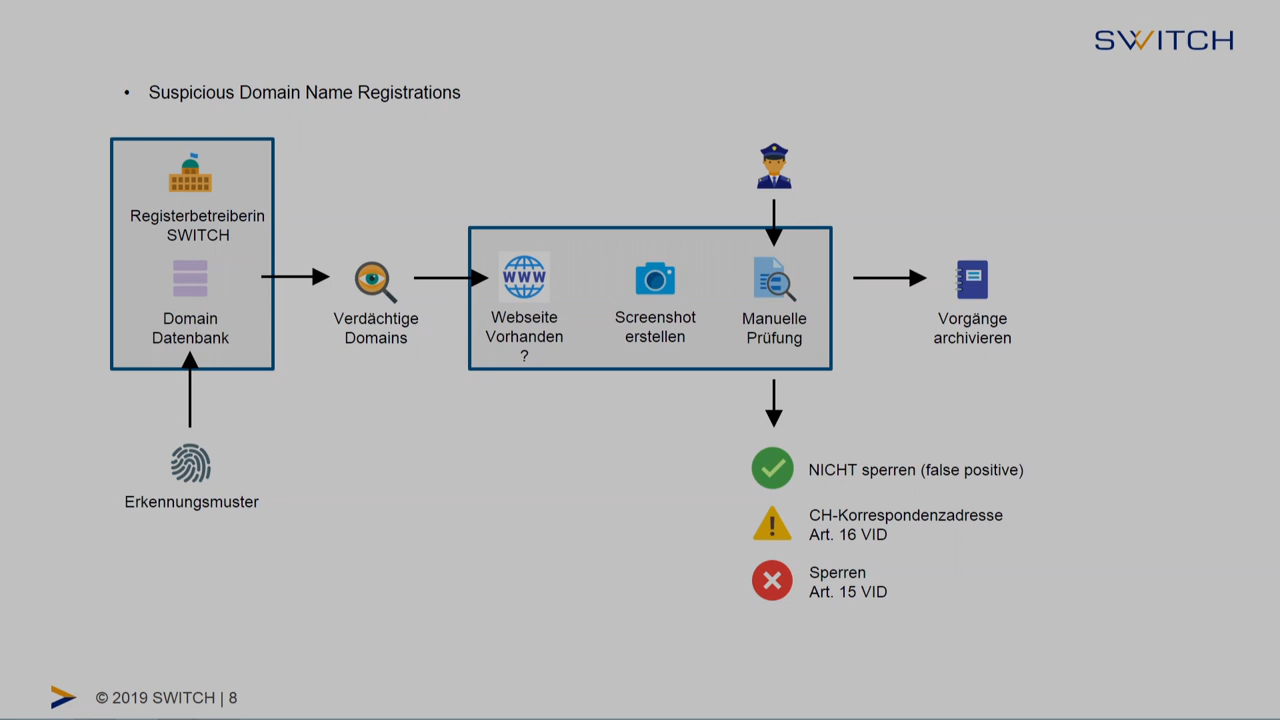 SWITCH
• Suspicious Domain Name Registrations
Registerbetreiberin
SWITCH
Domain
Datenbank
Erkennungsmuster
Verdächtige
Domains
WWW
Webseite
Vorhanden
?
Screenshot
erstellen
Manuelle
Prüfung
Vorgänge
archivieren
NICHT sperren (false positive)
CH-Korrespondenzadresse
Art. 16 VID
Sperren
Art. 15 VID
© 2019 SWITCH | 8